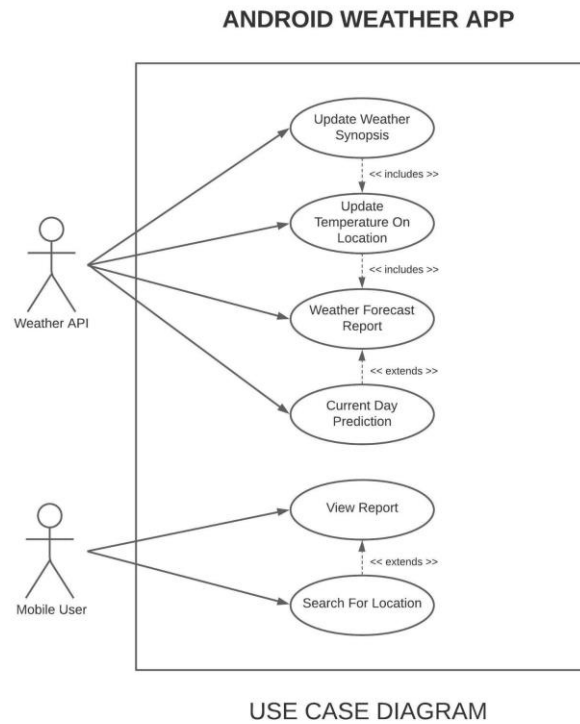 ANDROID WEATHER APP
Update Weather
Synopsis
<< includes >>
Update
Temperature On
Location
<< includes >>
Weather API
Weather Forecast
Report
<< extends >>
Current Day
Prediction
View Report
<< extends >>
Mobile User
Search For Location
USE CASE DIAGRAM